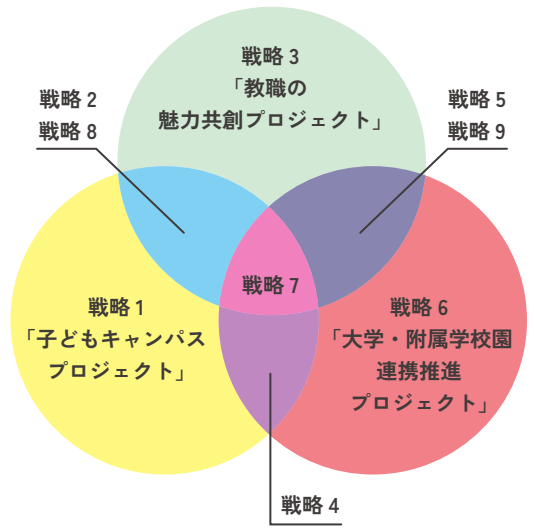 戦略 3
「教職の
魅力共創プロジェクト」
戦略 2
戦略 8
戦略 5
戦略 9
戦略 7
戦略 1
「子どもキャンパス
プロジェクト」
戦略 6
「大学・附属学校園
連携推進
プロジェクト」
戦略 4